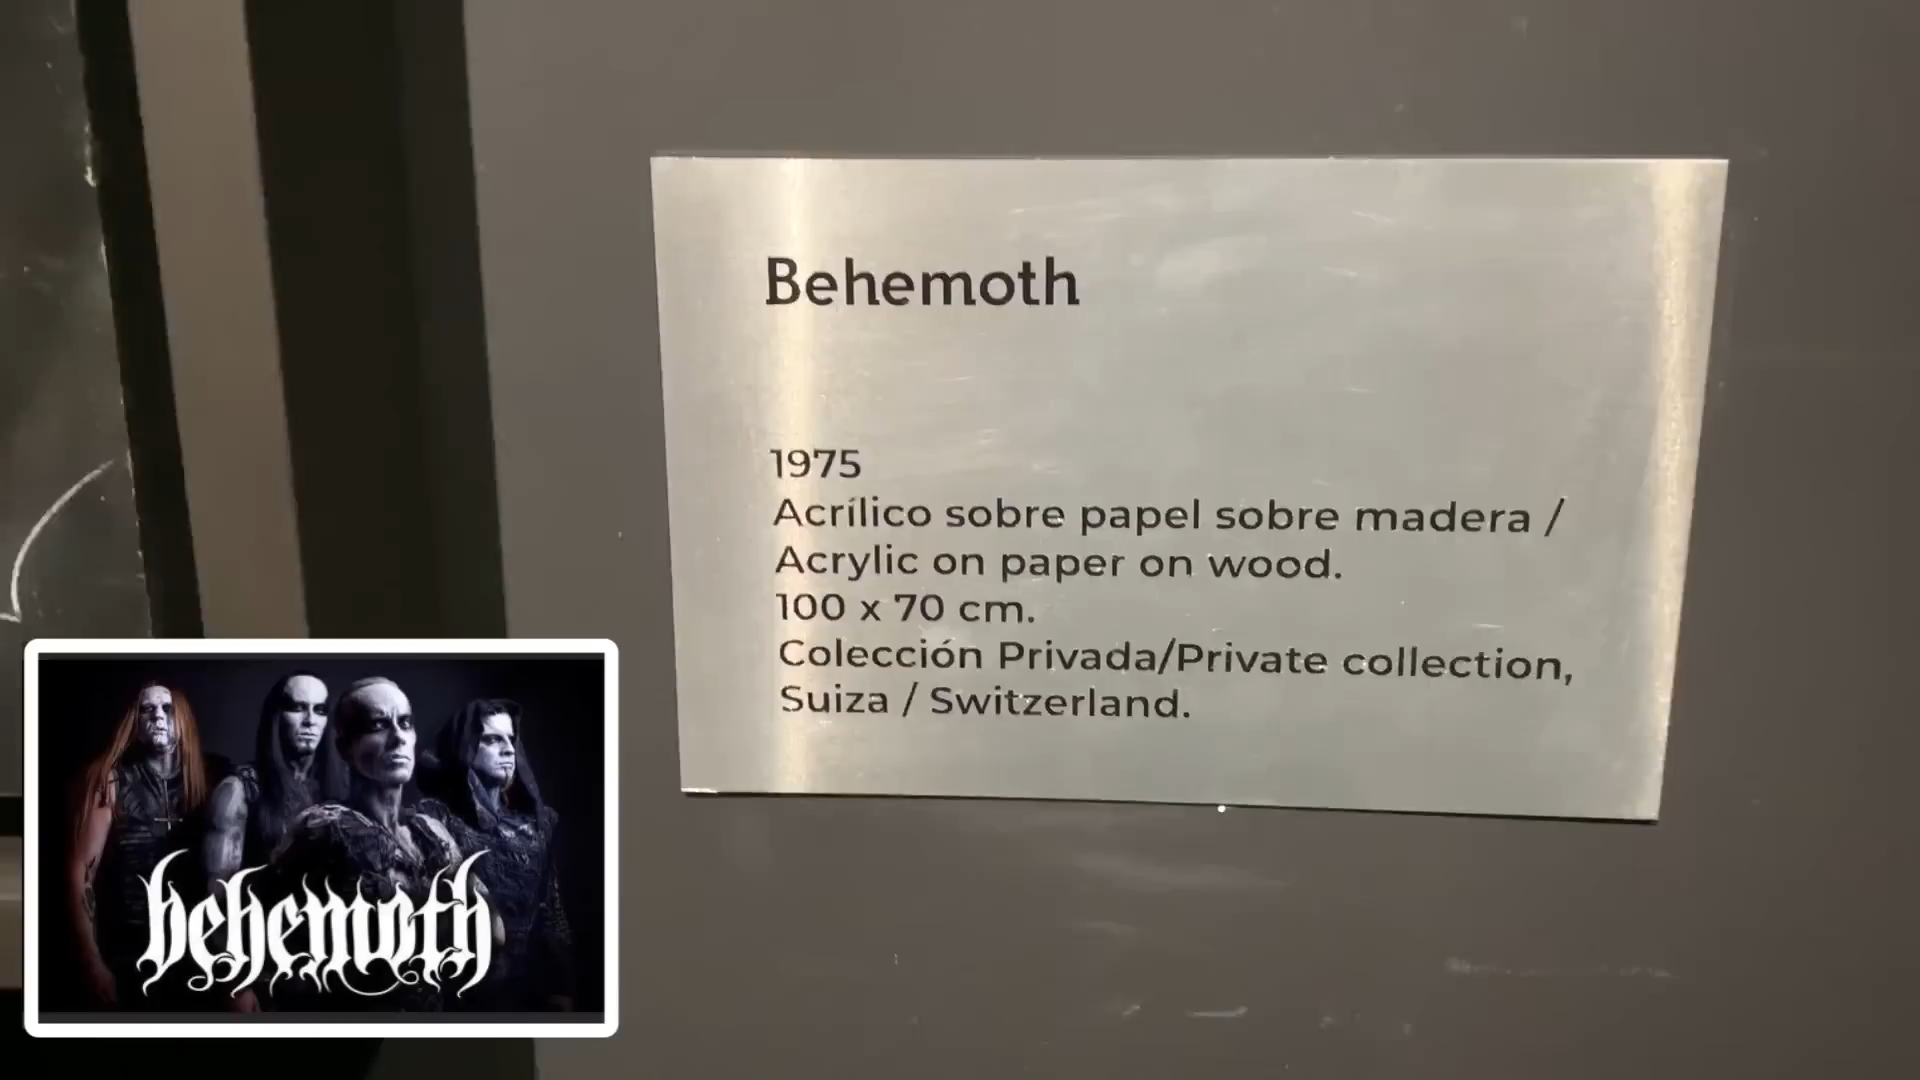 Behemoth
1975
Acrílico sobre papel sobre madera /
Acrylic on paper on wood.
100 x 70 cm.
Colección Privada/Private collection,
Suiza / Switzerland.
behemoth